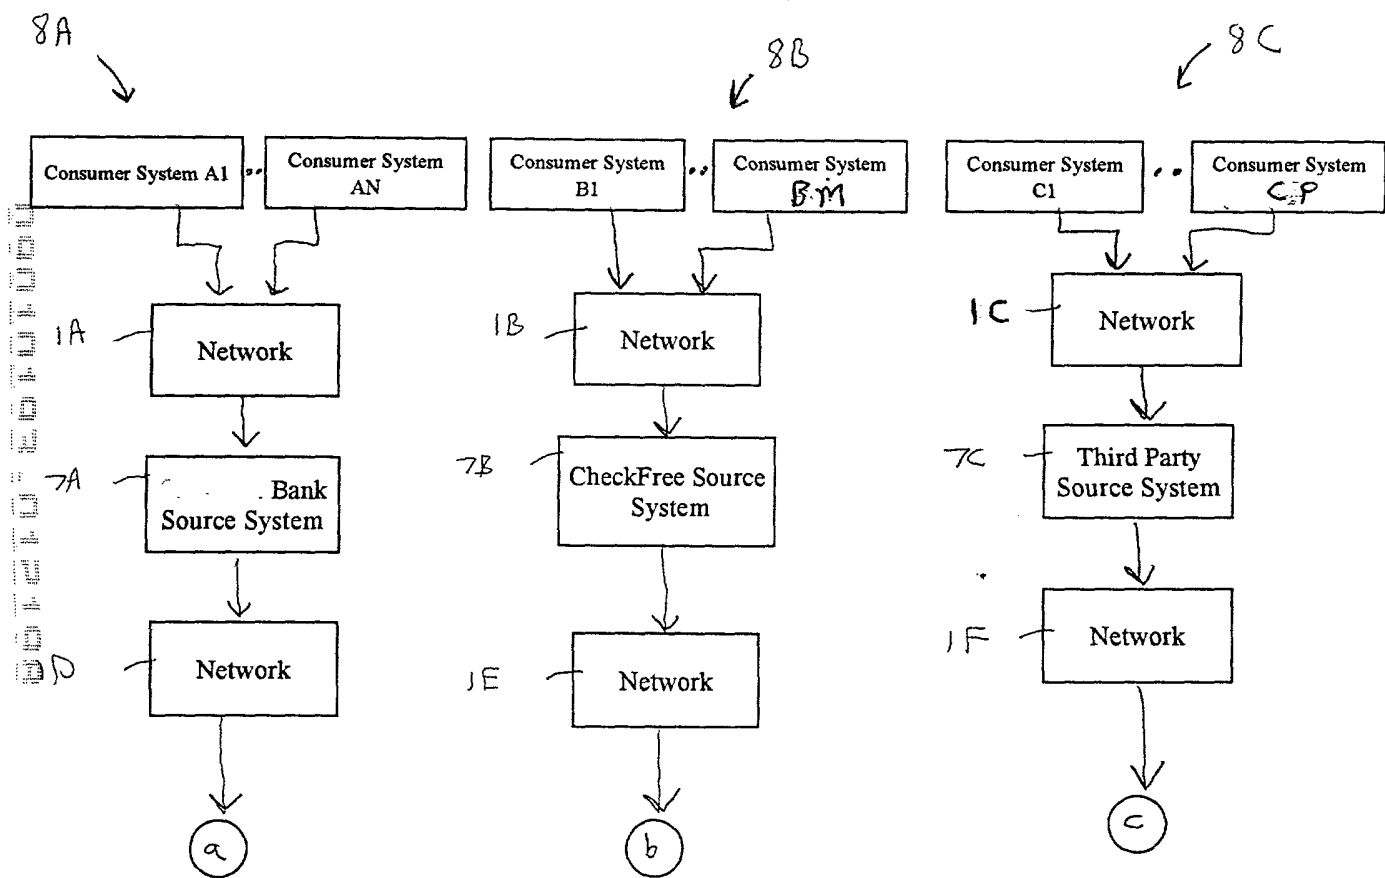 8A
8B
8C
Consumer System A1
Consumer System
AN
Consumer System
B1
Consumer System
B.M
Consumer System
C1
Consumer System
C P
1A
Network
1B
Network
1C
Network
7A
Bank
Source System
7B
CheckFree Source
System
7C
Third Party
Source System
1D
Network
1E
Network
1F
Network
a
b
c